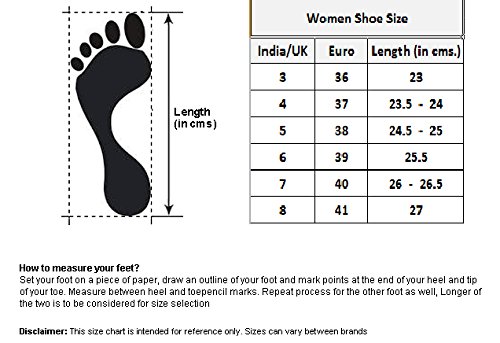 Women Shoe Size
India/UK Euro Length (in cms.)
3 36 23
4 37 23.5 - 24
5 38 24.5 - 25
6 39 25.5
7 40 26 - 26.5
8 41 27
Length
(in cms)
How to measure your feet?
Set your foot on a piece of paper, draw an outline of your foot and mark points at the end of your heel and tip
of your toe. Measure between heel and toepencil marks. Repeat process for the other foot as well, Longer of
the two is to be considered for size selection
Disclaimer: This size chart is intended for reference only. Sizes can vary between brands